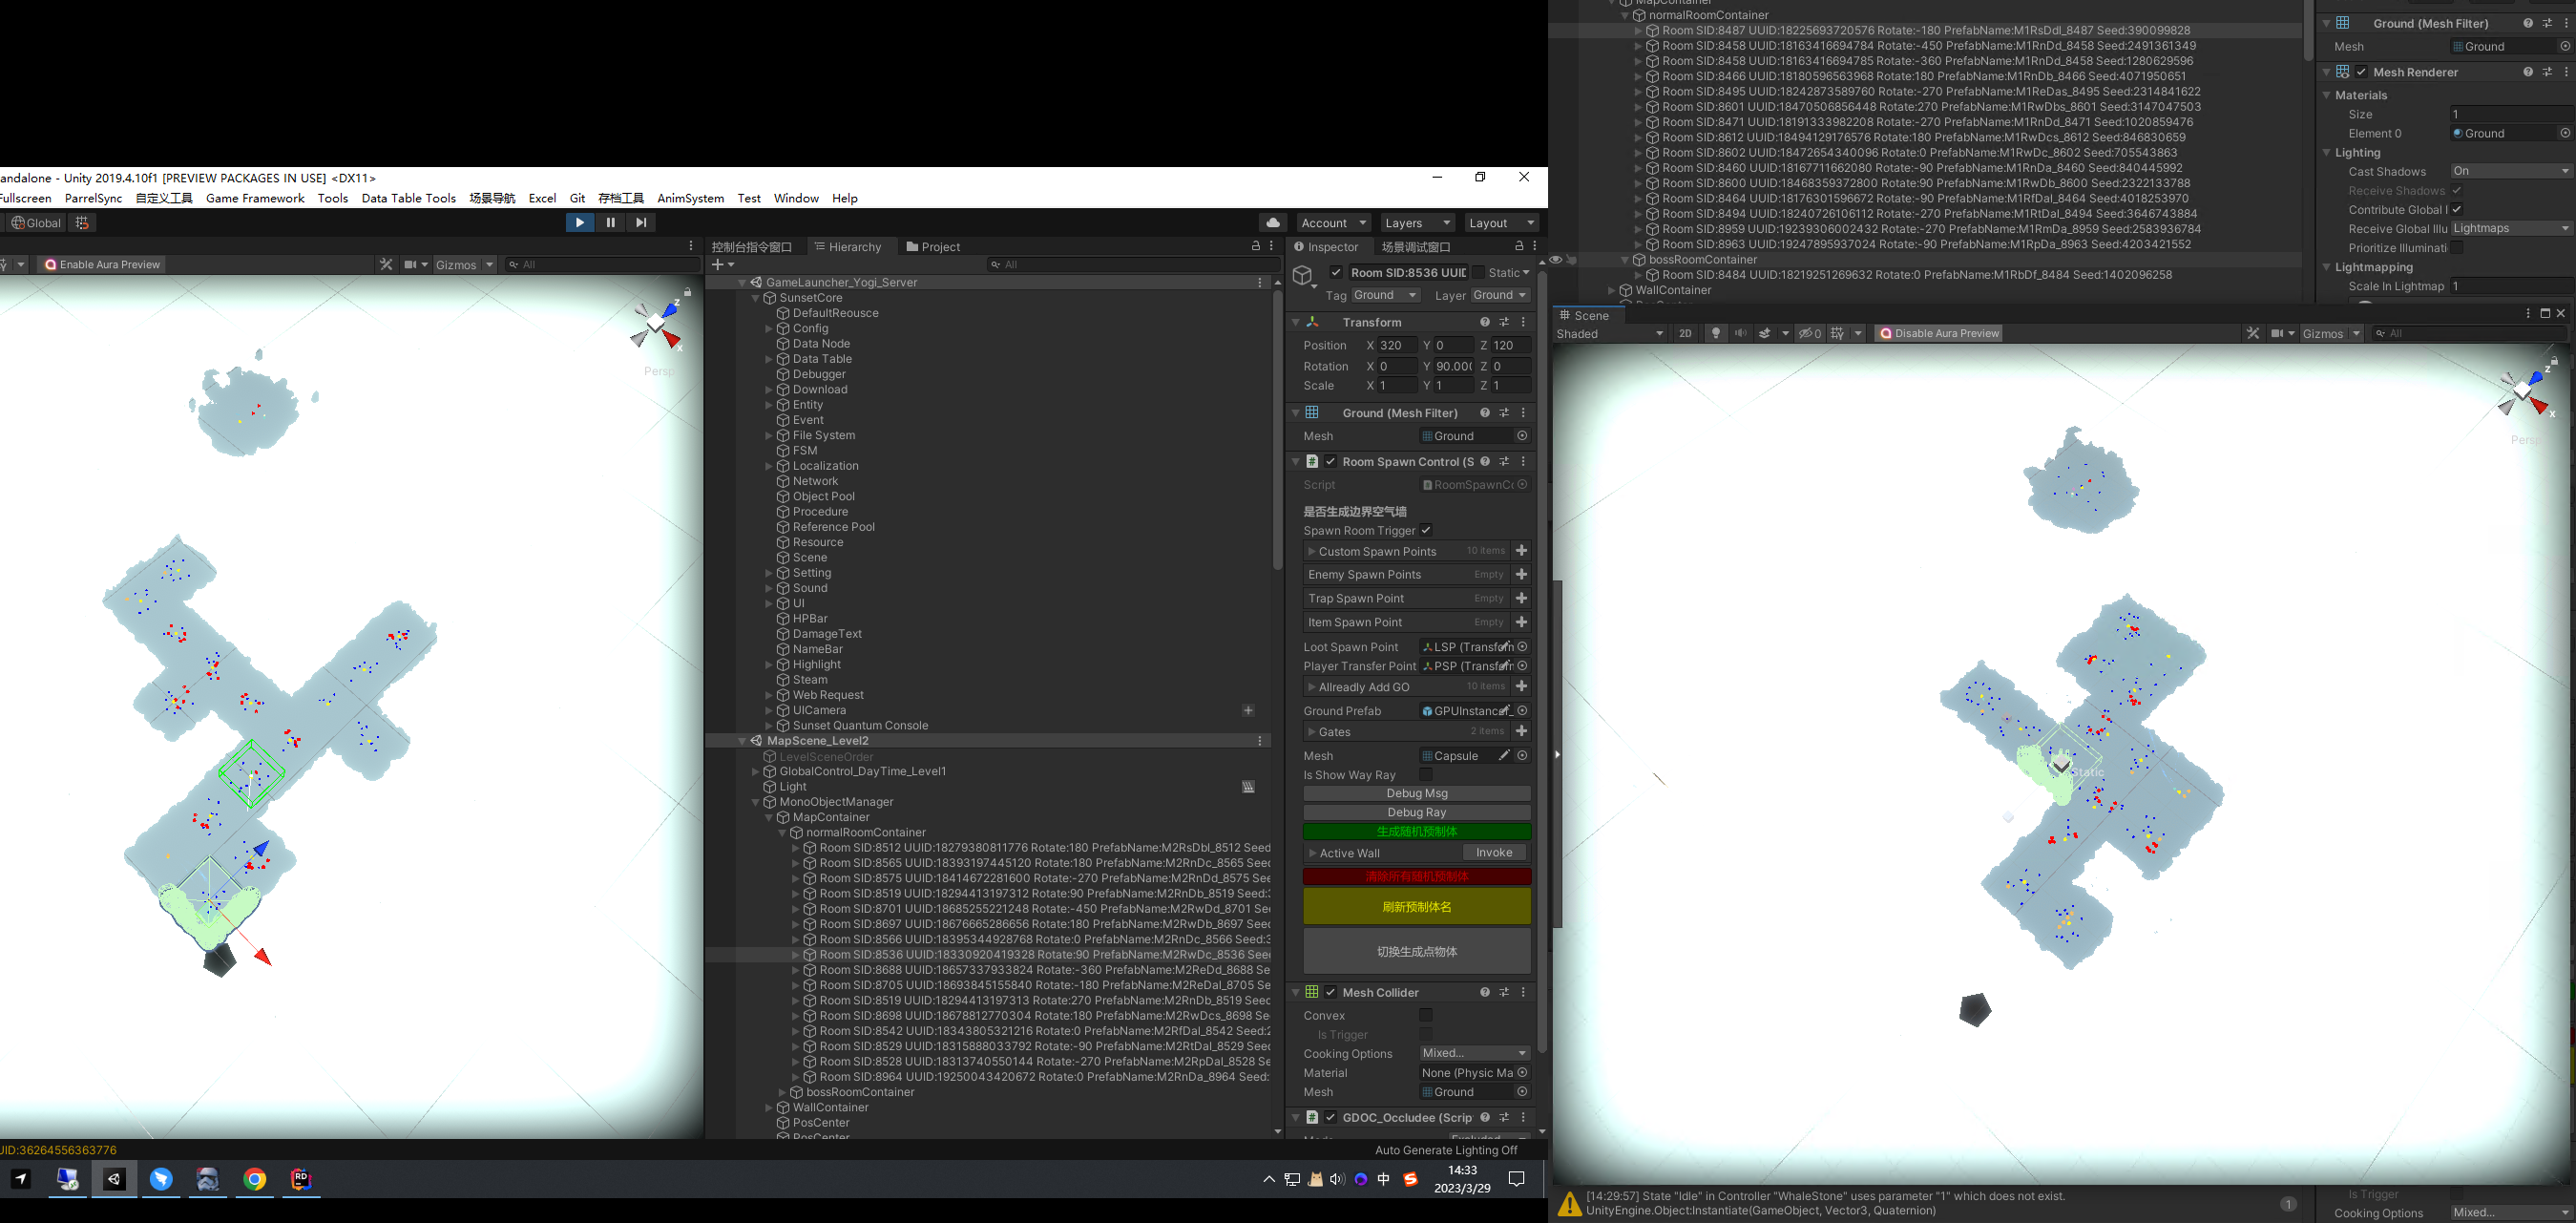 andalone - Unity 2019.4.10f1 [PREVIEW PACKAGES IN USE] <DX11>
Fullscreen ParrelSync 自定义工具 Game Framework Tools Data Table Tools 场景导航 Excel Git 存档工具 AnimSystem Test Window Help
Global Account Layers Layout
Enable Aura Preview Gizmos All
Persp
z
x
控制台指令窗口 Hierarchy Project
All
GameLauncher_Yogi_Server
SunsetCore
DefaultReousce
Config
Data Node
Data Table
Debugger
Download
Entity
Event
File System
FSM
Localization
Network
Object Pool
Procedure
Reference Pool
Resource
Scene
Setting
Sound
UI
HPBar
DamageText
NameBar
Highlight
Steam
Web Request
UICamera
Sunset Quantum Console
MapScene_Level2
LevelSceneOrder
GlobalControl_DayTime_Level1
Light
MonoObjectManager
MapContainer
normalRoomContainer
Room SID:8512 UUID:18279380811776 Rotate:180 PrefabName:M2RsDbl_8512 Seed
Room SID:8565 UUID:18393197445120 Rotate:180 PrefabName:M2RnDc_8565 Seed
Room SID:8575 UUID:18414672281600 Rotate:-270 PrefabName:M2RnDd_8575 See
Room SID:8519 UUID:18294413197312 Rotate:90 PrefabName:M2RnDb_8519 Seed:
Room SID:8701 UUID:18685255221248 Rotate:-450 PrefabName:M2RwDd_8701 See
Room SID:8697 UUID:18676665286656 Rotate:180 PrefabName:M2RwDb_8697 Seed
Room SID:8566 UUID:18395344928768 Rotate:0 PrefabName:M2RnDc_8566 Seed:3
Room SID:8536 UUID:18330920419328 Rotate:90 PrefabName:M2RwDc_8536 Seed
Room SID:8688 UUID:18657337933824 Rotate:-360 PrefabName:M2ReDd_8688 Se
Room SID:8705 UUID:18693845155840 Rotate:-180 PrefabName:M2ReDal_8705 Se
Room SID:8519 UUID:18294413197313 Rotate:270 PrefabName:M2RnDb_8519 Seed
Room SID:8698 UUID:18678812770304 Rotate:180 PrefabName:M2RwDcs_8698 Se
Room SID:8542 UUID:18343805321216 Rotate:0 PrefabName:M2RfDal_8542 Seed:2
Room SID:8529 UUID:18315888033792 Rotate:-90 PrefabName:M2RtDal_8529 Seed
Room SID:8528 UUID:18313740550144 Rotate:-270 PrefabName:M2RpDal_8528 Se
Room SID:8964 UUID:19250043420672 Rotate:0 PrefabName:M2RnDa_8964 Seed:
bossRoomContainer
WallContainer
PosCenter
PosCenter
Inspector 场景调试窗口
Room SID:8536 UUID Static
Tag Ground Layer Ground
Transform
Position X 320 Y 0 Z 120
Rotation X 0 Y 90.00 Z 0
Scale X 1 Y 1 Z 1
Ground (Mesh Filter)
Mesh Ground
Room Spawn Control (S
Script RoomSpawnC
是否生成边界空气墙
Spawn Room Trigger
Custom Spawn Points 10 items
Enemy Spawn Points Empty
Trap Spawn Point Empty
Item Spawn Point Empty
Loot Spawn Point LSP (Transform
Player Transfer Point PSP (Transform
Allreadly Add GO 10 items
Ground Prefab GPUInstance_
Gates 2 items
Mesh Capsule
Is Show Way Ray
Debug Msg
Debug Ray
生成随机预制体
Active Wall Invoke
清除所有随机预制体
刷新预制体名
切换生成点物体
Mesh Collider
Convex
Is Trigger
Cooking Options Mixed...
Material None (Physic Ma
Mesh Ground
GDOC_Occludee (Scrip
UID:36264556363776
Auto Generate Lighting Off
中 14:33
2023/3/29
MapContainer
normalRoomContainer
Room SID:8487 UUID:18225693720576 Rotate:-180 PrefabName:M1RsDdl_8487 Seed:390099828
Room SID:8458 UUID:18163416694784 Rotate:-450 PrefabName:M1RnDd_8458 Seed:2491361349
Room SID:8458 UUID:18163416694785 Rotate:-360 PrefabName:M1RnDd_8458 Seed:1280629596
Room SID:8466 UUID:18180596563968 Rotate:180 PrefabName:M1RnDb_8466 Seed:4071950651
Room SID:8495 UUID:18242873589760 Rotate:-270 PrefabName:M1ReDas_8495 Seed:2314841622
Room SID:8601 UUID:18470506856448 Rotate:270 PrefabName:M1RwDbs_8601 Seed:3147047503
Room SID:8471 UUID:18191333982208 Rotate:-270 PrefabName:M1RnDd_8471 Seed:1020859476
Room SID:8612 UUID:18494129176576 Rotate:180 PrefabName:M1RwDcs_8612 Seed:846830659
Room SID:8602 UUID:18472654340096 Rotate:0 PrefabName:M1RwDc_8602 Seed:705543863
Room SID:8460 UUID:18167711662080 Rotate:-90 PrefabName:M1RnDa_8460 Seed:840445992
Room SID:8600 UUID:18468359372800 Rotate:90 PrefabName:M1RwDb_8600 Seed:2322133788
Room SID:8464 UUID:18176301596672 Rotate:-90 PrefabName:M1RfDal_8464 Seed:4018253970
Room SID:8494 UUID:18240726106112 Rotate:-270 PrefabName:M1RtDal_8494 Seed:3646743884
Room SID:8959 UUID:19239306002432 Rotate:-270 PrefabName:M1RmDa_8959 Seed:2583936784
Room SID:8963 UUID:19247895937024 Rotate:-90 PrefabName:M1RpDa_8963 Seed:4203421552
bossRoomContainer
Room SID:8484 UUID:18219251269632 Rotate:0 PrefabName:M1RbDf_8484 Seed:1402096258
WallContainer
Ground (Mesh Filter)
Mesh Ground
Mesh Renderer
Materials
Size 1
Element 0 Ground
Lighting
Cast Shadows On
Receive Shadows
Contribute Global I
Receive Global Illu Lightmaps
Prioritize Illuminati
Lightmapping
Scale In Lightmap 1
Scene
Shaded 2D 0 Disable Aura Preview Gizmos All
z
x
Persp
Static
[14:29:57] State "Idle" in Controller "WhaleStone" uses parameter "1" which does not exist.
UnityEngine.Object:Instantiate(GameObject, Vector3, Quaternion)
1
Is Trigger
Cooking Options Mixed...